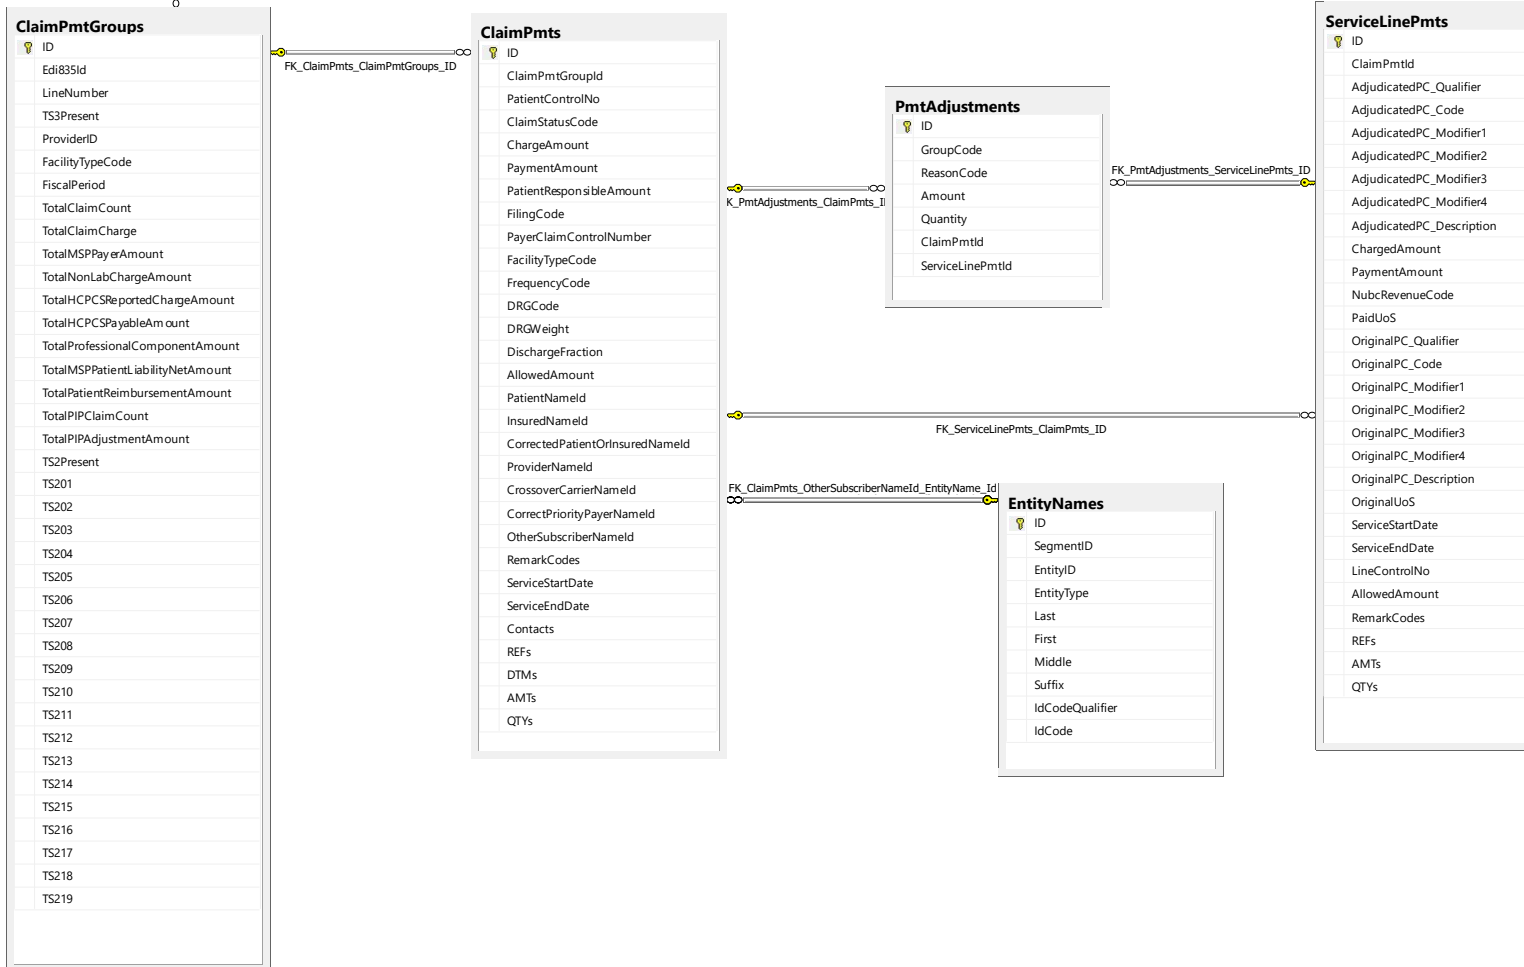 ClaimPmtGroups
ID
Edi835Id
LineNumber
TS3Present
ProviderID
FacilityTypeCode
FiscalPeriod
TotalClaimCount
TotalClaimCharge
TotalMSPPayerAmount
TotalNonLabChargeAmount
TotalHCPCSReportedChargeAmount
TotalHCPCSPayableAmount
TotalProfessionalComponentAmount
TotalMSPPatientLiabilityNetAmount
TotalPatientReimbursementAmount
TotalPIPClaimCount
TotalPIPAdjustmentAmount
TS2Present
TS201
TS202
TS203
TS204
TS205
TS206
TS207
TS208
TS209
TS210
TS211
TS212
TS213
TS214
TS215
TS216
TS217
TS218
TS219
FK_ClaimPmts_ClaimPmtGroups_ID
ClaimPmts
ID
ClaimPmtGroupId
PatientControlNo
ClaimStatusCode
ChargeAmount
PaymentAmount
PatientResponsibleAmount
FilingCode
PayerClaimControlNumber
FacilityTypeCode
FrequencyCode
DRGCode
DRGWeight
DischargeFraction
AllowedAmount
PatientNameId
InsuredNameId
CorrectedPatientOrInsuredNameId
ProviderNameId
CrossoverCarrierNameId
CorrectPriorityPayerNameId
OtherSubscriberNameId
RemarkCodes
ServiceStartDate
ServiceEndDate
Contacts
REFs
DTMs
AMTs
QTYs
K_PmtAdjustments_ClaimPmts_I
PmtAdjustments
ID
GroupCode
ReasonCode
Amount
Quantity
ClaimPmtId
ServiceLinePmtId
FK_PmtAdjustments_ServiceLinePmts_ID
FK_ServiceLinePmts_ClaimPmts_ID
FK_ClaimPmts_OtherSubscriberNameId_EntityName_Id
EntityNames
ID
SegmentID
EntityID
EntityType
Last
First
Middle
Suffix
IdCodeQualifier
IdCode
ServiceLinePmts
ID
ClaimPmtId
AdjudicatedPC_Qualifier
AdjudicatedPC_Code
AdjudicatedPC_Modifier1
AdjudicatedPC_Modifier2
AdjudicatedPC_Modifier3
AdjudicatedPC_Modifier4
AdjudicatedPC_Description
ChargedAmount
PaymentAmount
NubcRevenueCode
PaidUoS
OriginalPC_Qualifier
OriginalPC_Code
OriginalPC_Modifier1
OriginalPC_Modifier2
OriginalPC_Modifier3
OriginalPC_Modifier4
OriginalPC_Description
OriginalUoS
ServiceStartDate
ServiceEndDate
LineControlNo
AllowedAmount
RemarkCodes
REFs
AMTs
QTYs